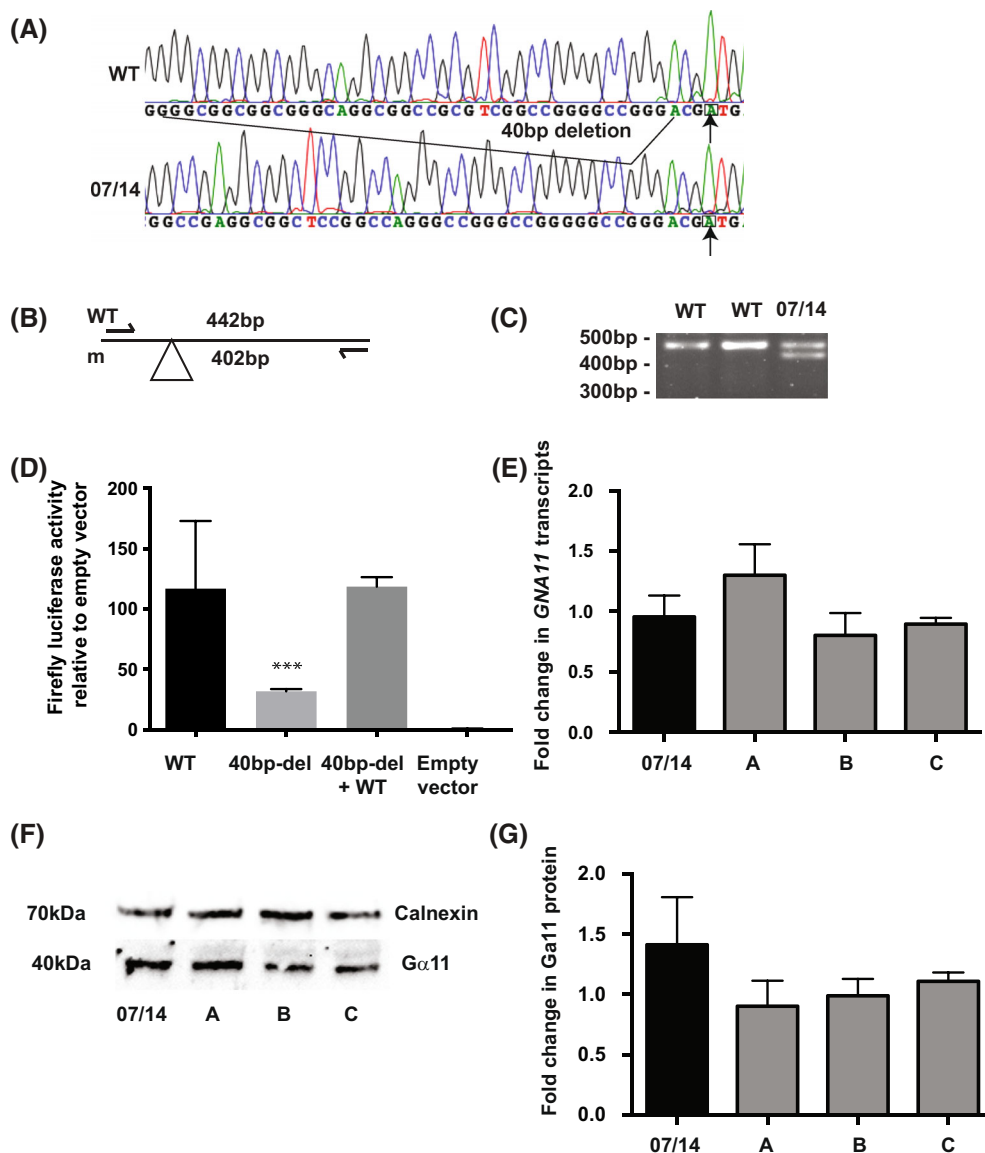 (A)
WT
GGGGCGGCGGCGGGCAGGCGGCCGCGTCGGCCGGGGCCGGGACGATG
40bp deletion
07/14
GGCCGAGGCGGCTCCGGCCAGGGCCGGGCCGGGGGCCGGGACGATG
(B)
WT
442bp
m
402bp
(C)
WT WT 07/14
500bp -
400bp -
300bp -
(D)
Firefly luciferase activity
relative to empty vector
200
150
100
50
0
***
WT 40bp-del 40bp-del Empty
+ WT vector
(E)
Fold change in GNA11 transcripts
2.0
1.5
1.0
0.5
0.0
07/14 A B C
(F)
70kDa Calnexin
40kDa Gα11
07/14 A B C
(G)
Fold change in Ga11 protein
2.0
1.5
1.0
0.5
0.0
07/14 A B C